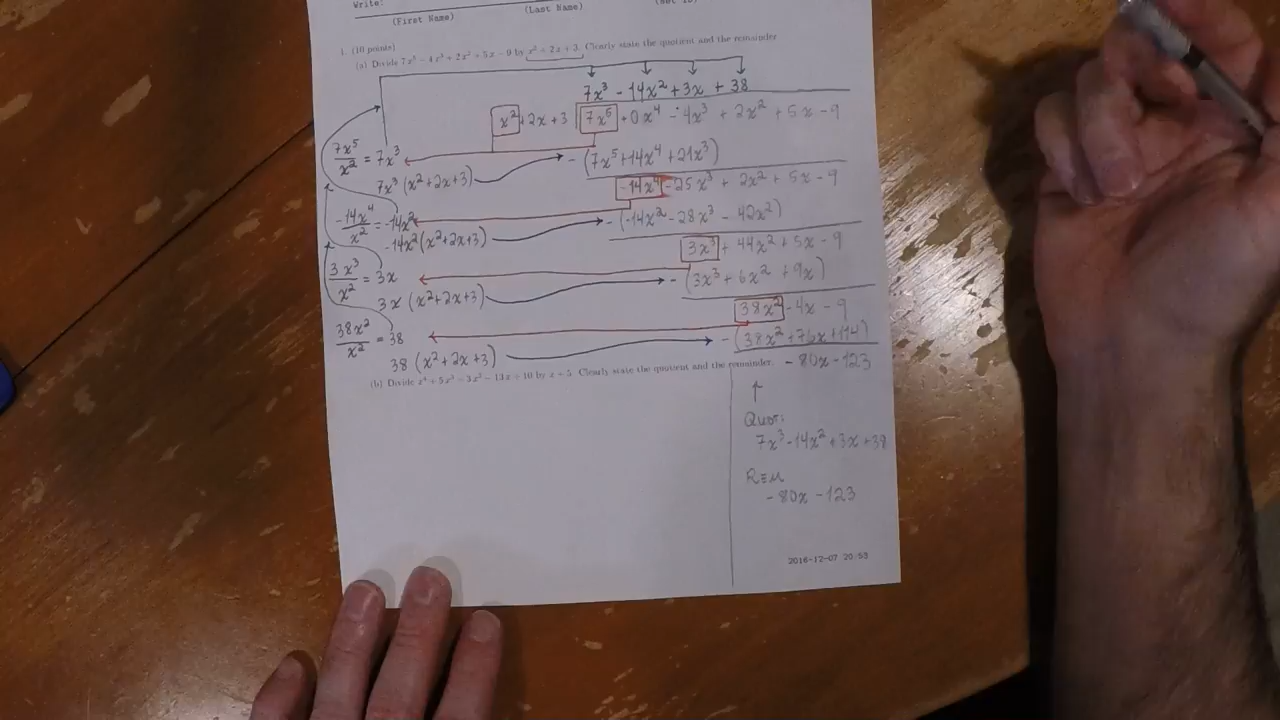 Write:
(First Name) (Last Name)
1. (10 points)
(a) Divide 7x⁵ − 4x³ + 2x² + 5x − 9 by x² + 2x + 3. Clearly state the quotient and the remainder.
7x³ - 14x² + 3x + 38
x² + 2x + 3 7x⁵ + 0x⁴ - 4x³ + 2x² + 5x - 9
7x⁵/x² = 7x³ - (7x⁵ + 14x⁴ + 21x³)
7x³ (x² + 2x + 3) -14x⁴ - 25x³ + 2x² + 5x - 9
-14x⁴/x² = -14x² - (-14x² - 28x³ - 42x²)
-14x² (x² + 2x + 3) 3x³ + 44x² + 5x - 9
3x³/x² = 3x - (3x³ + 6x² + 9x)
3x (x² + 2x + 3) 38x² - 4x - 9
38x²/x² = 38 - (38x² + 76x + 114)
38 (x² + 2x + 3) - 80x - 123
(b) Divide x⁴ + 5x³ − 3x² − 13x + 10 by x + 5. Clearly state the quotient and the remainder.
QUOT:
7x³ - 14x² + 3x + 38
REM
- 80x - 123
2016-12-07 20:53